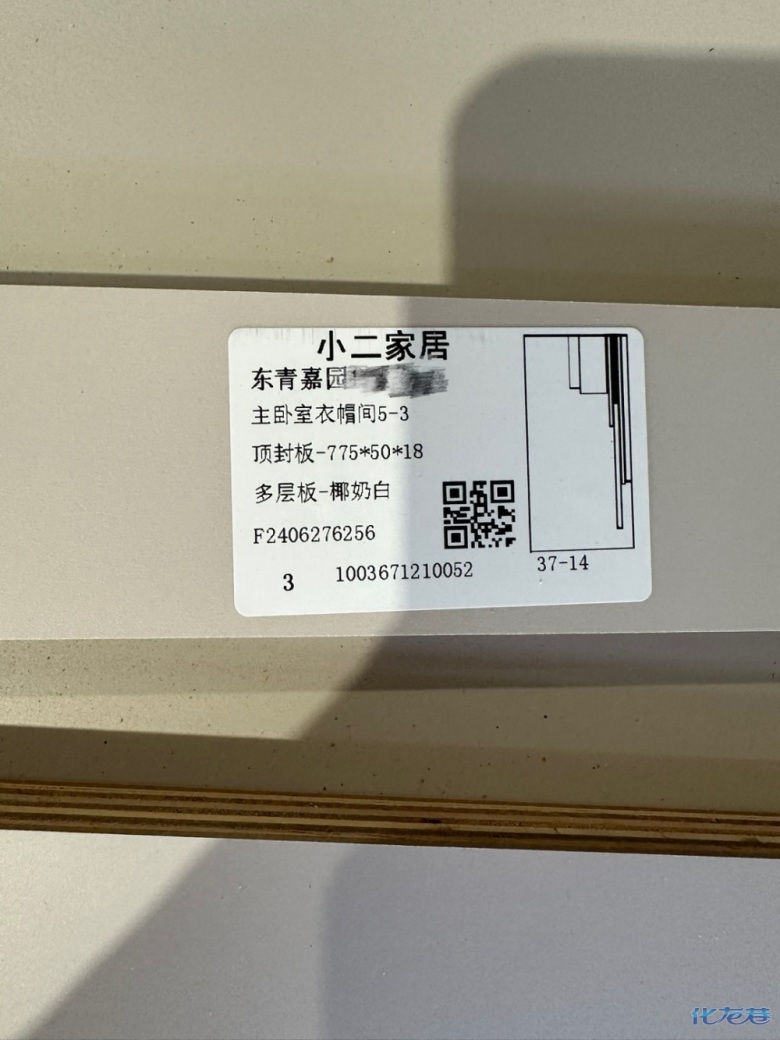 小二家居
东青嘉园
主卧室衣帽间5-3
顶封板-775*50*18
多层板-椰奶白
F2406276256
3 1003671210052 37-14
化龙巷